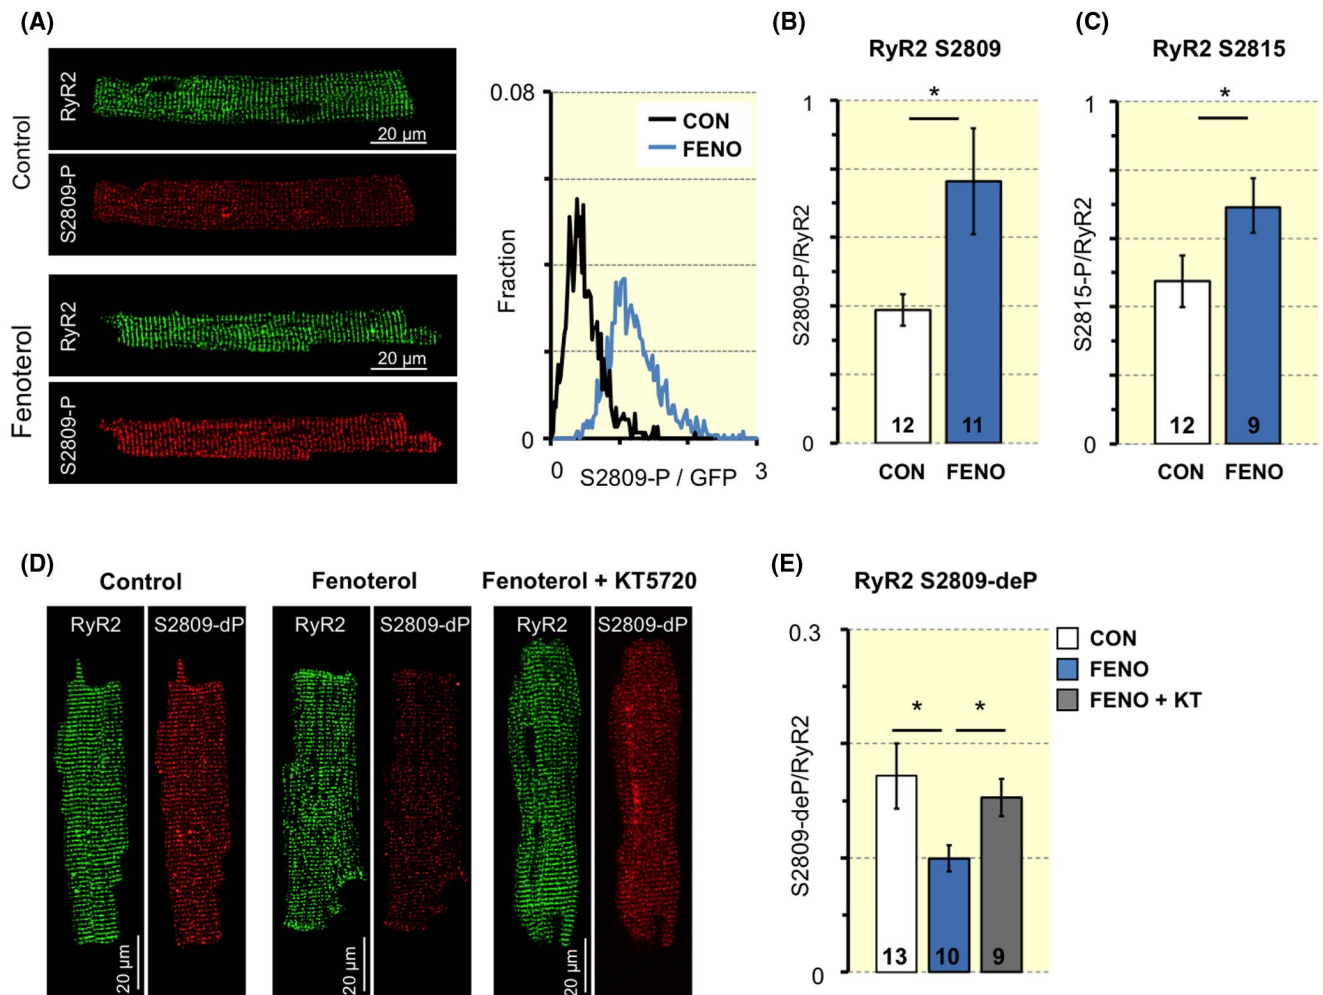 (A)
Control
RyR2
20 µm
S2809-P
Fenoterol
RyR2
20 µm
S2809-P
0.08
CON
FENO
Fraction
0
0
S2809-P / GFP
3
(B)
RyR2 S2809
*
1
S2809-P/RyR2
12
11
0
CON
FENO
(C)
RyR2 S2815
*
1
S2815-P/RyR2
12
9
0
CON
FENO
(D)
Control
Fenoterol
Fenoterol + KT5720
RyR2
S2809-dP
RyR2
S2809-dP
RyR2
S2809-dP
20 µm
20 µm
20 µm
(E)
RyR2 S2809-deP
0.3
CON
FENO
FENO + KT
*
*
S2809-deP/RyR2
13
10
9
0